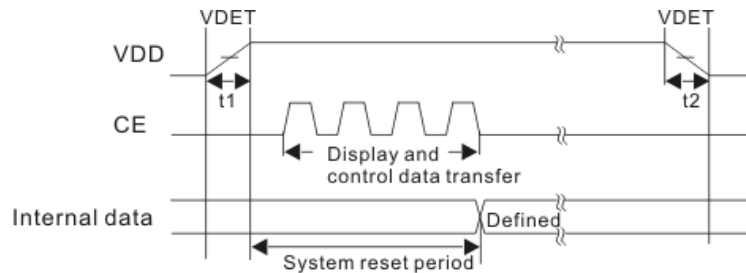 VDET
VDET
VDD
t1
t2
CE
Display and
control data transfer
Internal data
Defined
System reset period